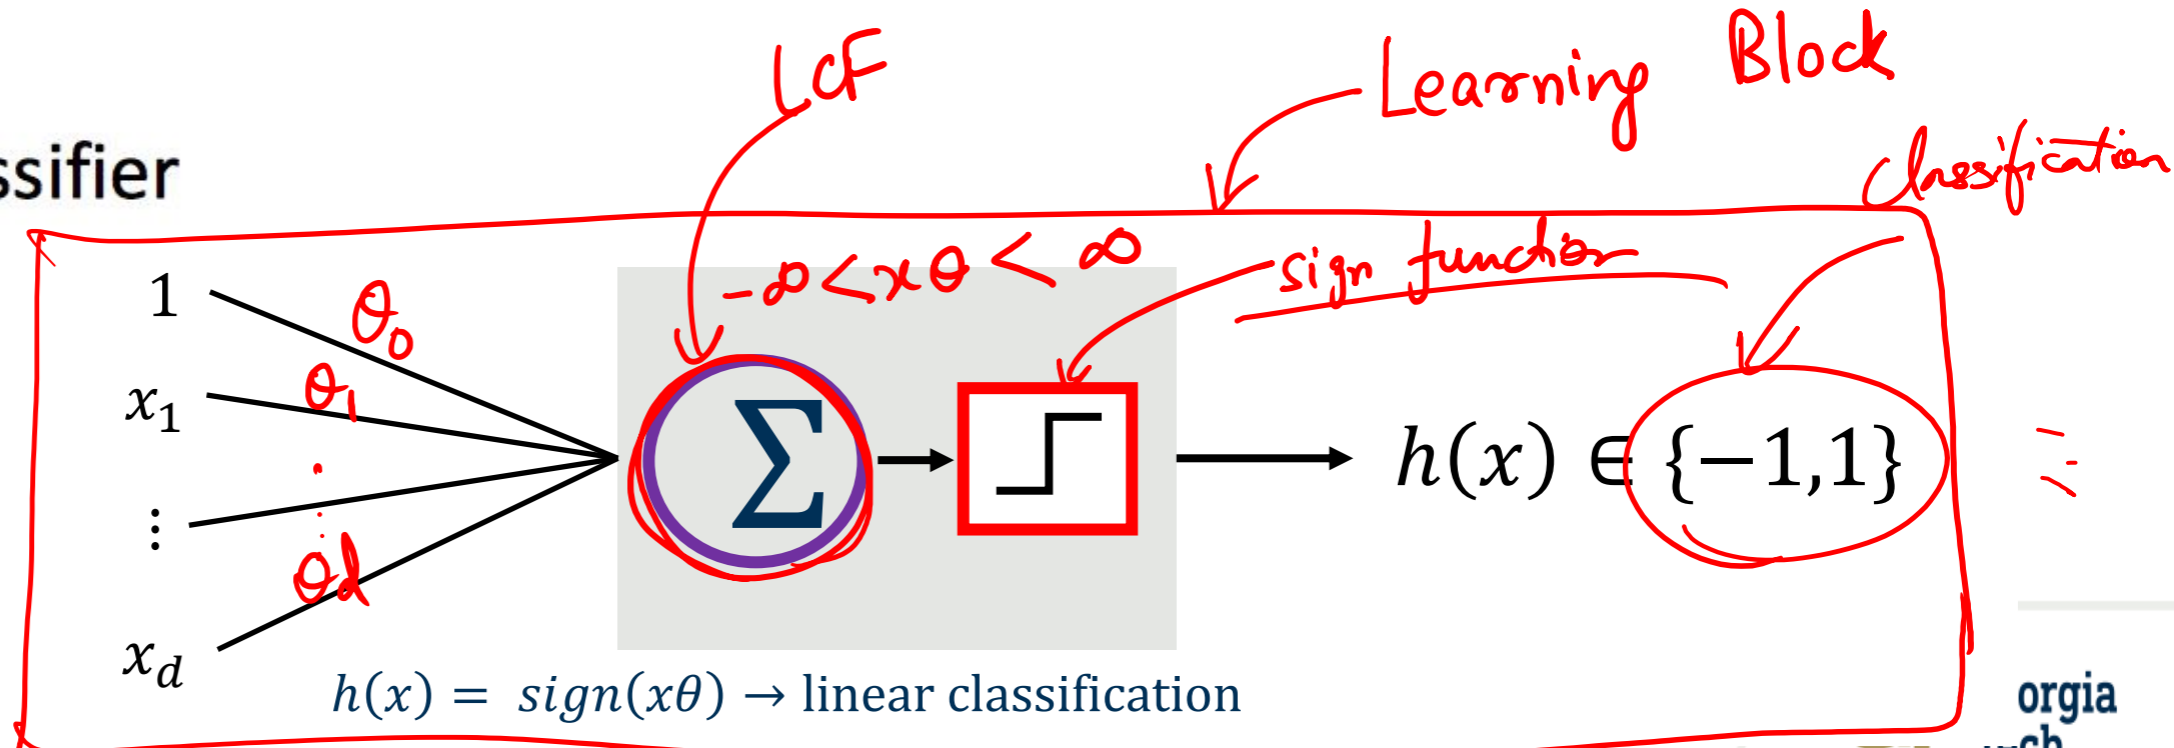 LCF
Learning Block
ssifier
classification
-∞ < xθ < ∞
sign function
1
θ₀
x₁
θ₁
Σ
h(x) ∈ {−1,1}
⋮
θd
x_d
h(x) = sign(xθ) → linear classification
orgia